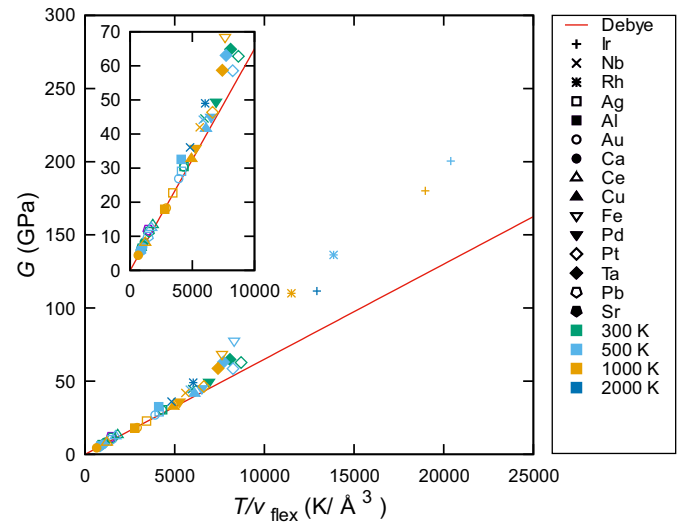 300
250
200
150
100
50
0
G (GPa)
70
60
50
40
30
20
10
0
0 5000 10000
0 5000 10000 15000 20000 25000
T/v flex (K/ Å 3 )
Debye
Ir
Nb
Rh
Ag
Al
Au
Ca
Ce
Cu
Fe
Pd
Pt
Ta
Pb
Sr
300 K
500 K
1000 K
2000 K